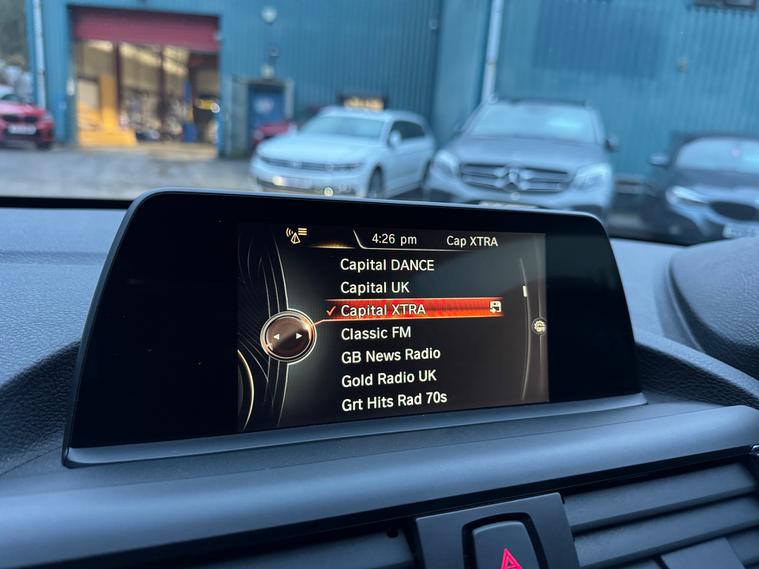 4:26 pm Cap XTRA
Capital DANCE
Capital UK
Capital XTRA
Classic FM
GB News Radio
Gold Radio UK
Grt Hits Rad 70s